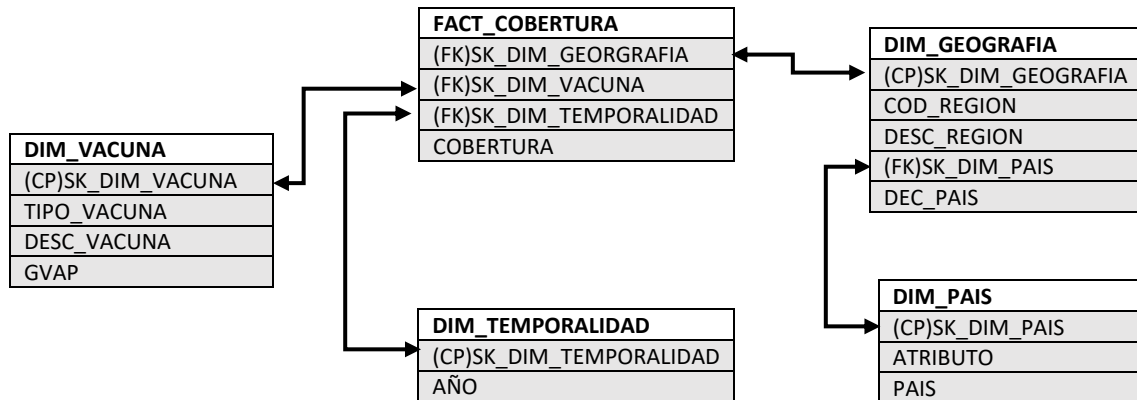 FACT_COBERTURA
(FK)SK_DIM_GEORGRAFIA
(FK)SK_DIM_VACUNA
(FK)SK_DIM_TEMPORALIDAD
COBERTURA
DIM_GEOGRAFIA
(CP)SK_DIM_GEOGRAFIA
COD_REGION
DESC_REGION
(FK)SK_DIM_PAIS
DEC_PAIS
DIM_VACUNA
(CP)SK_DIM_VACUNA
TIPO_VACUNA
DESC_VACUNA
GVAP
DIM_TEMPORALIDAD
(CP)SK_DIM_TEMPORALIDAD
AÑO
DIM_PAIS
(CP)SK_DIM_PAIS
ATRIBUTO
PAIS